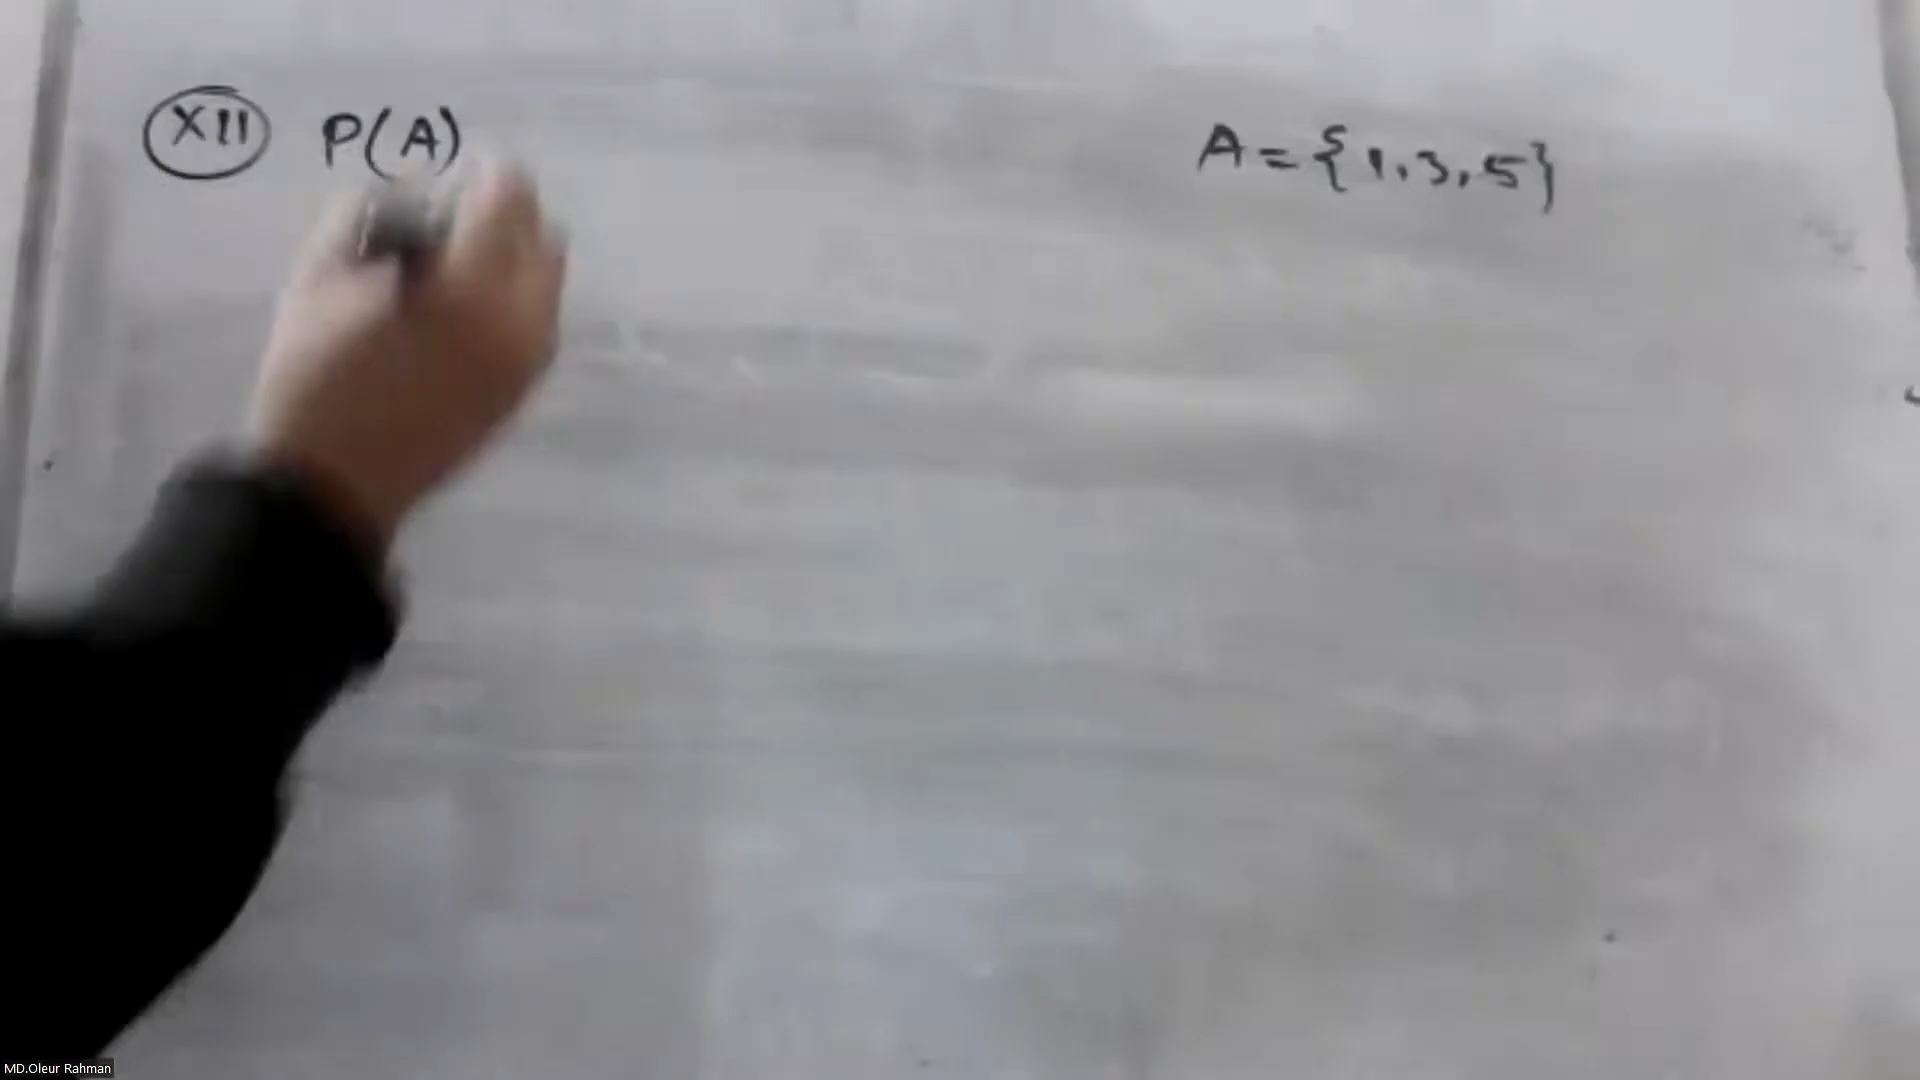 XII P(A)
A = {1, 3, 5}
MD.Oleur Rahman